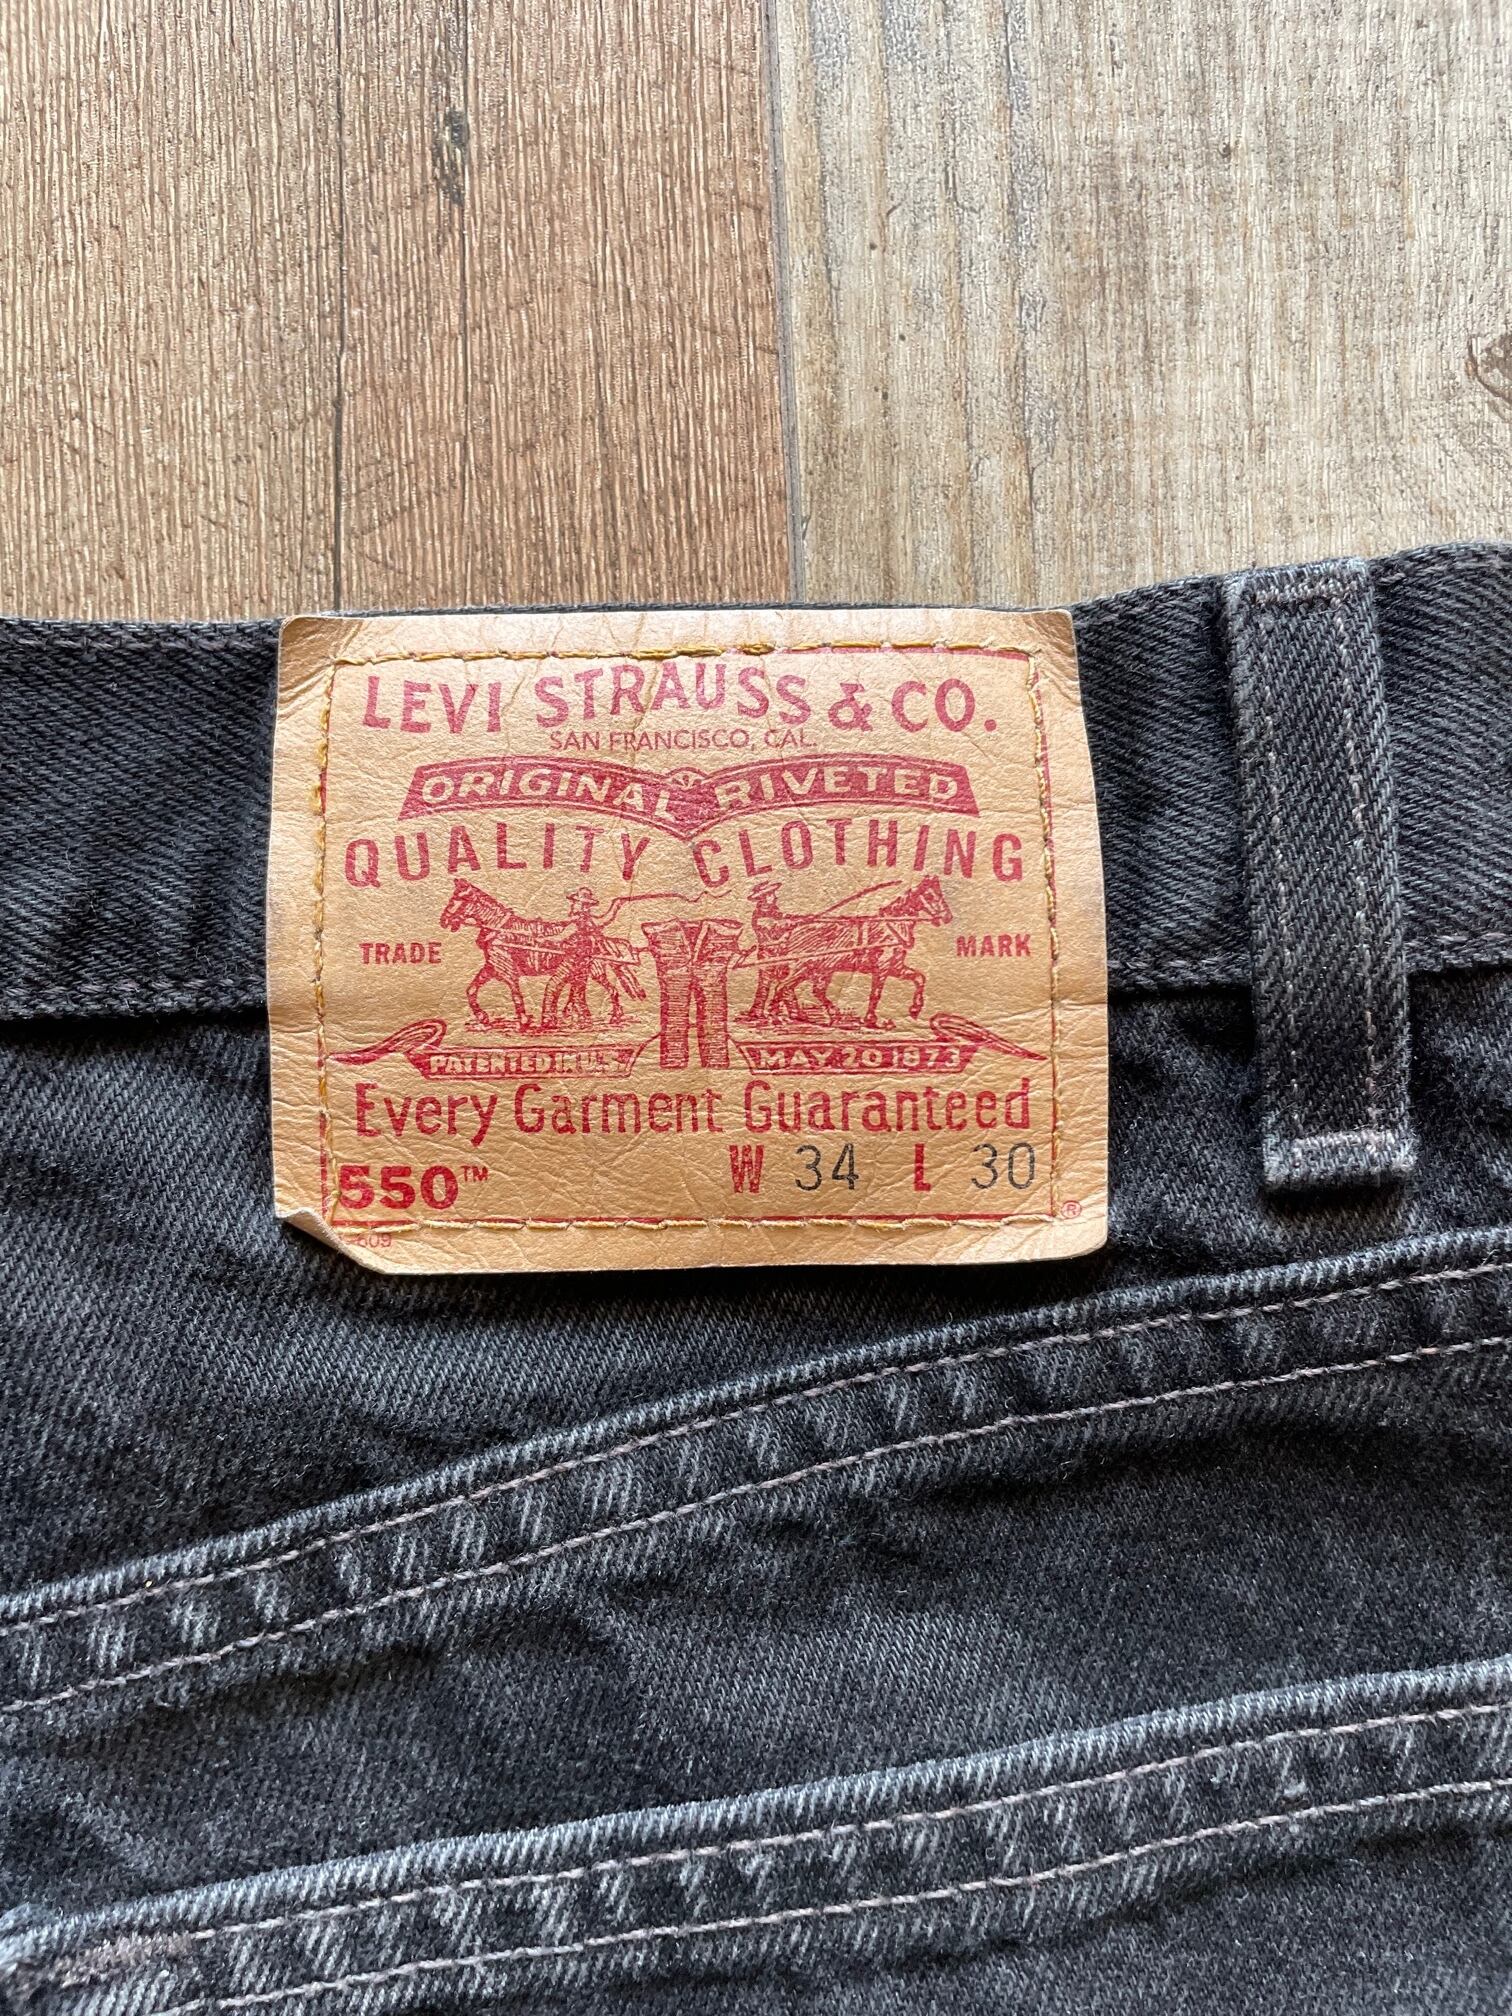 LEVI STRAUSS & CO.
SAN FRANCISCO, CAL.
ORIGINAL RIVETED
QUALITY CLOTHING
TRADE MARK
PATENTED IN U.S. MAY 20 1873
Every Garment Guaranteed
550™ W 34 L 30
®
609